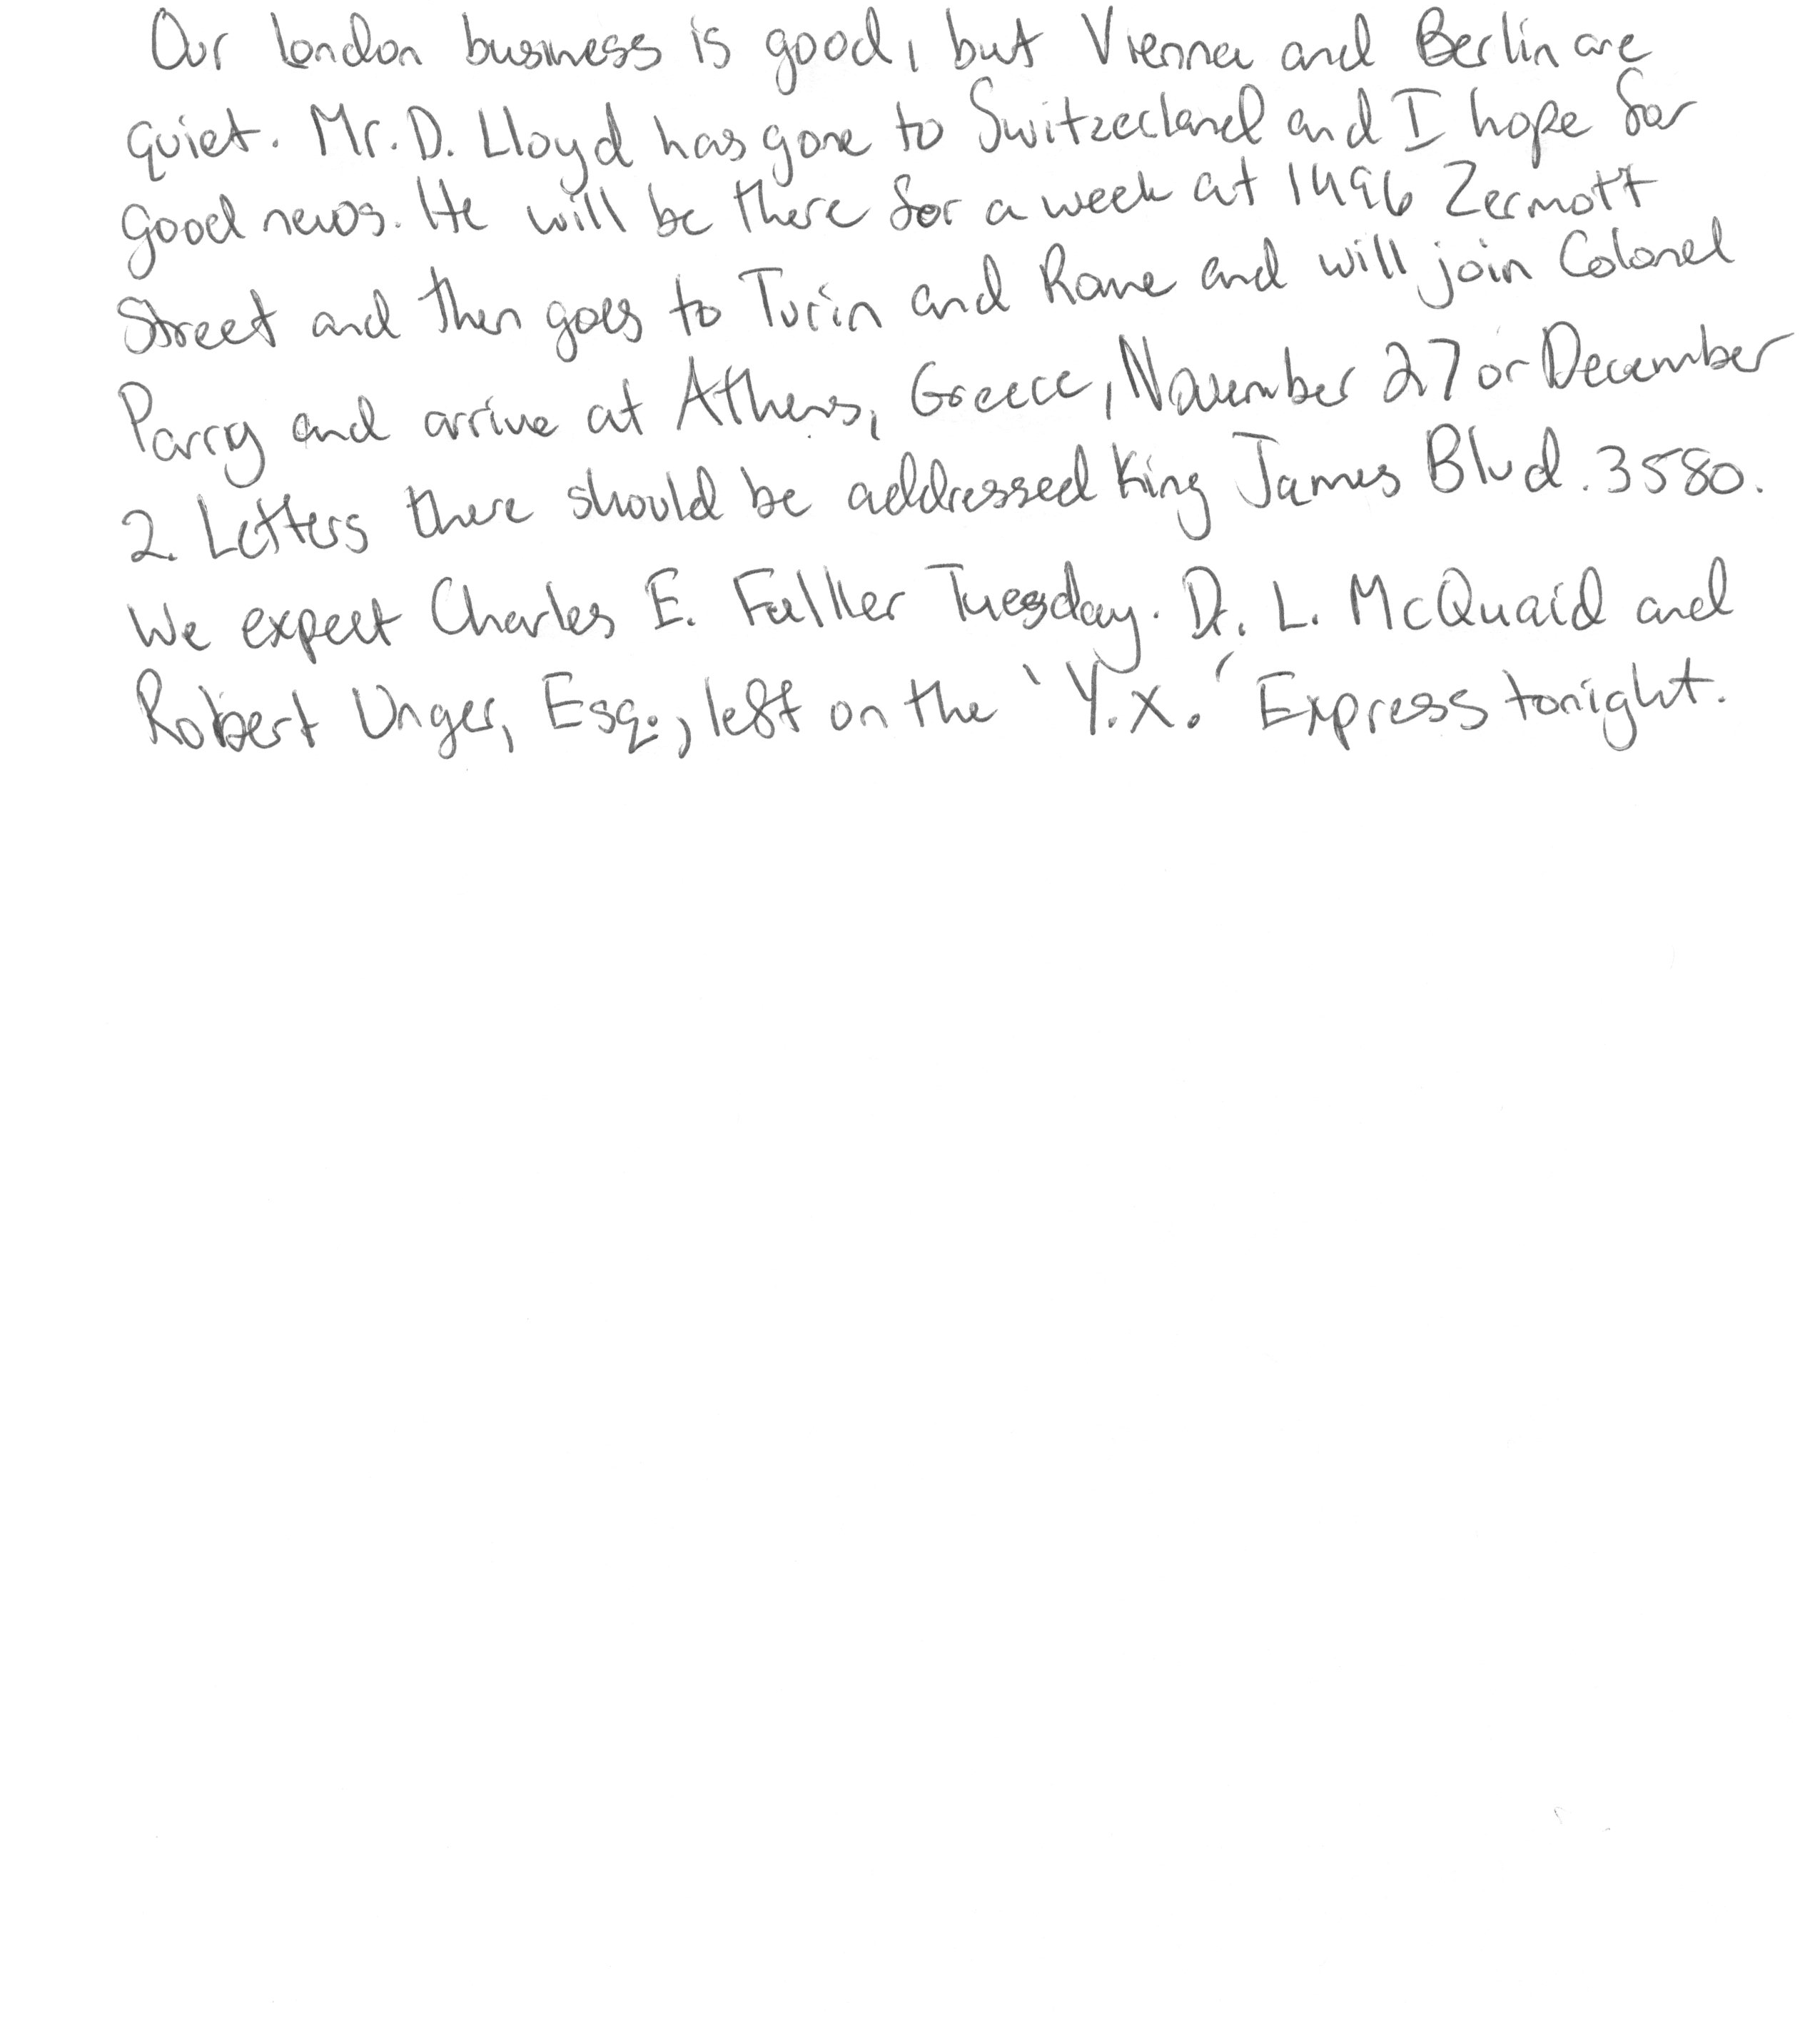 Our London business is good, but Vienna and Berlin are
quiet. Mr. D. Lloyd has gone to Switzerland and I hope for
good news. He will be there for a week at 1496 Zermott
Street and then goes to Turin and Rome and will join Colonel
Parry and arrive at Athens, Greece, November 27 or December
2. Letters there should be addressed King James Blvd. 3580.
We expect Charles E. Fulller Tuesday. Dr. L. McQuaid and
Robert Unger, Esq., left on the 'Y.X.' Express tonight.